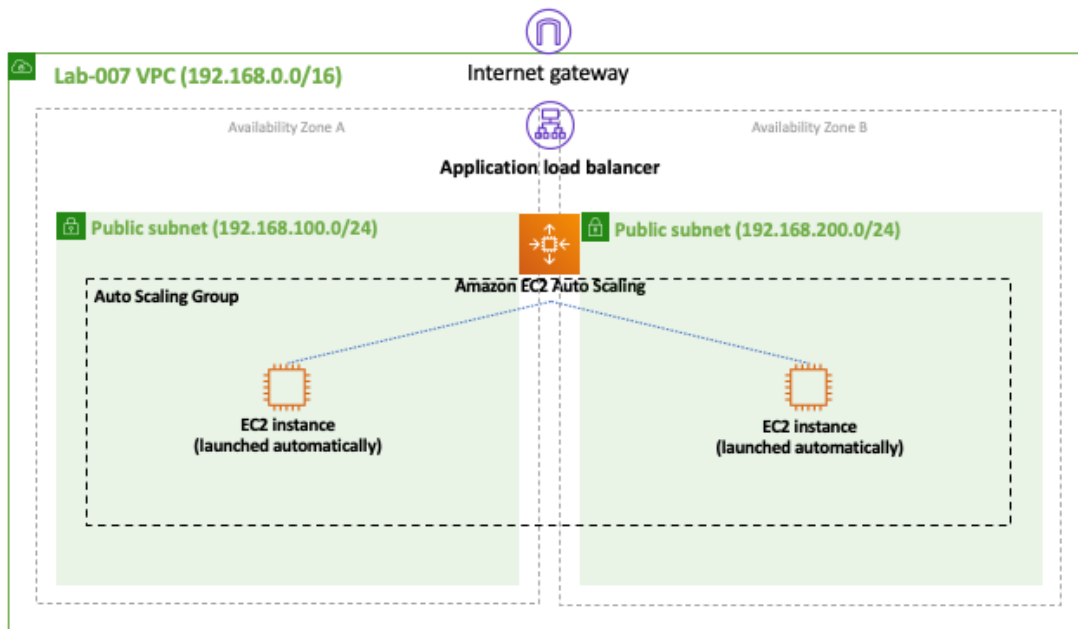 Internet gateway
Lab-007 VPC (192.168.0.0/16)
Availability Zone A
Availability Zone B
Application load balancer
Public subnet (192.168.100.0/24)
Public subnet (192.168.200.0/24)
Amazon EC2 Auto Scaling
Auto Scaling Group
EC2 instance
(launched automatically)
EC2 instance
(launched automatically)